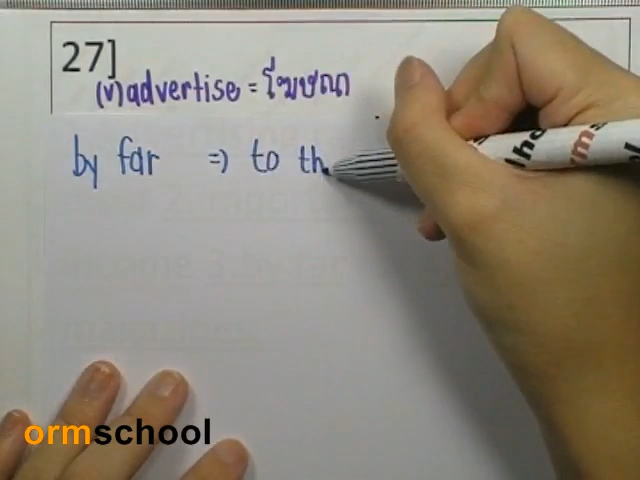 27]
(v) advertise = โฆษณา
by far => to th
ormschool